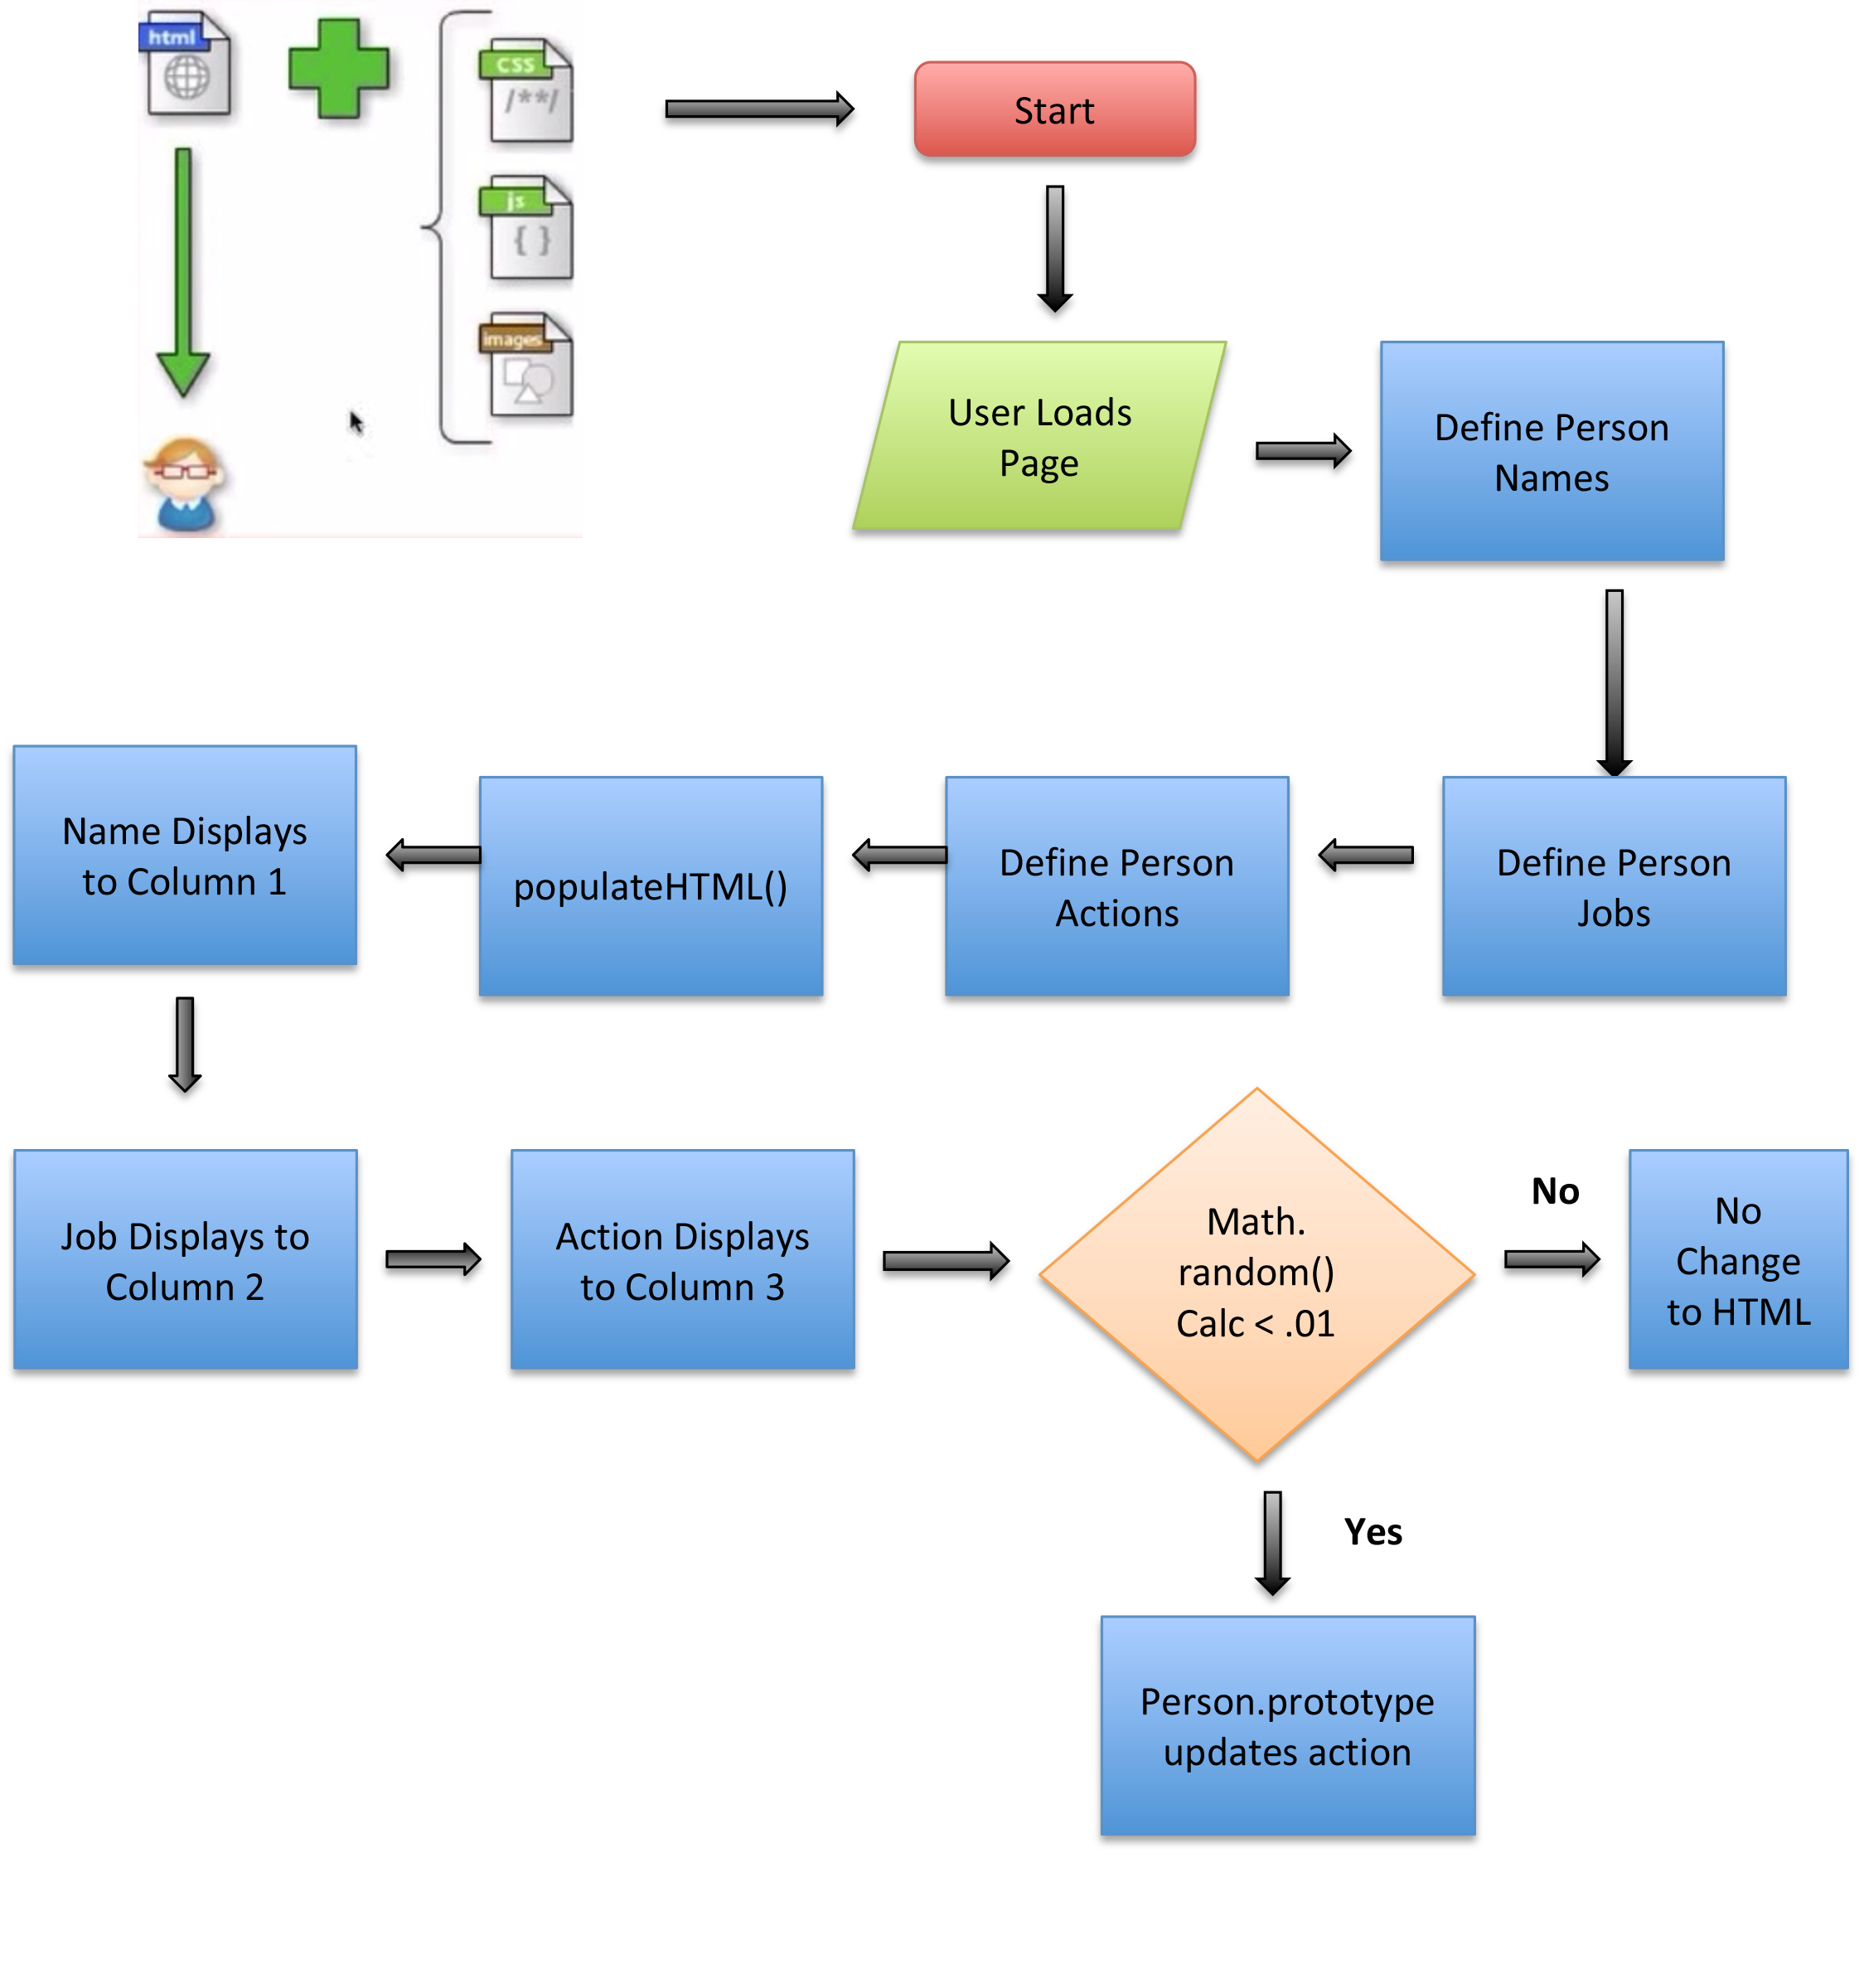 html
css
/**/
js
{ }
images
Start
User Loads
Page
Define Person
Names
Name Displays
to Column 1
populateHTML()
Define Person
Actions
Define Person
Jobs
Job Displays to
Column 2
Action Displays
to Column 3
Math.
random()
Calc < .01
No
No
Change
to HTML
Yes
Person.prototype
updates action